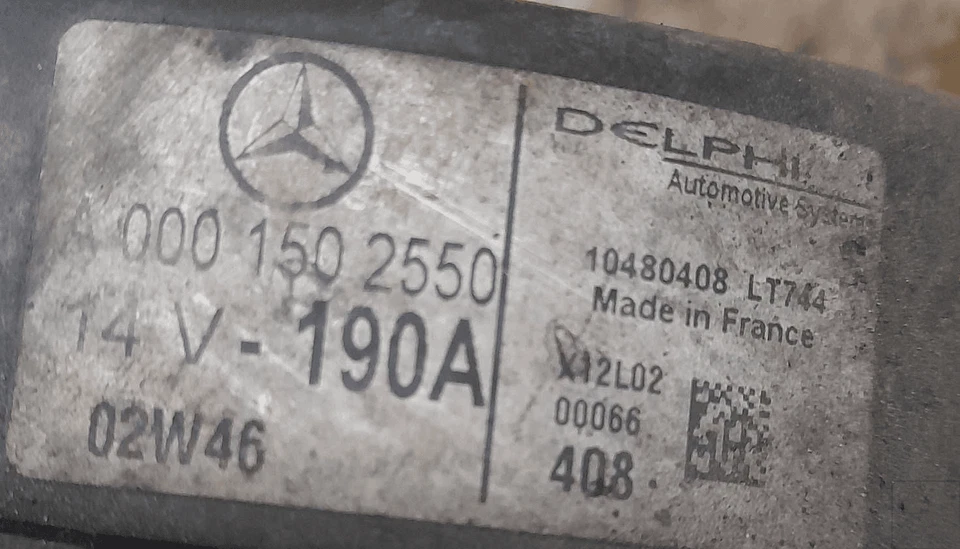 A 000 150 2550
14 V - 190A
02W46
DELPHI
Automotive Systems
10480408 LT744
Made in France
X12L02
00066
408